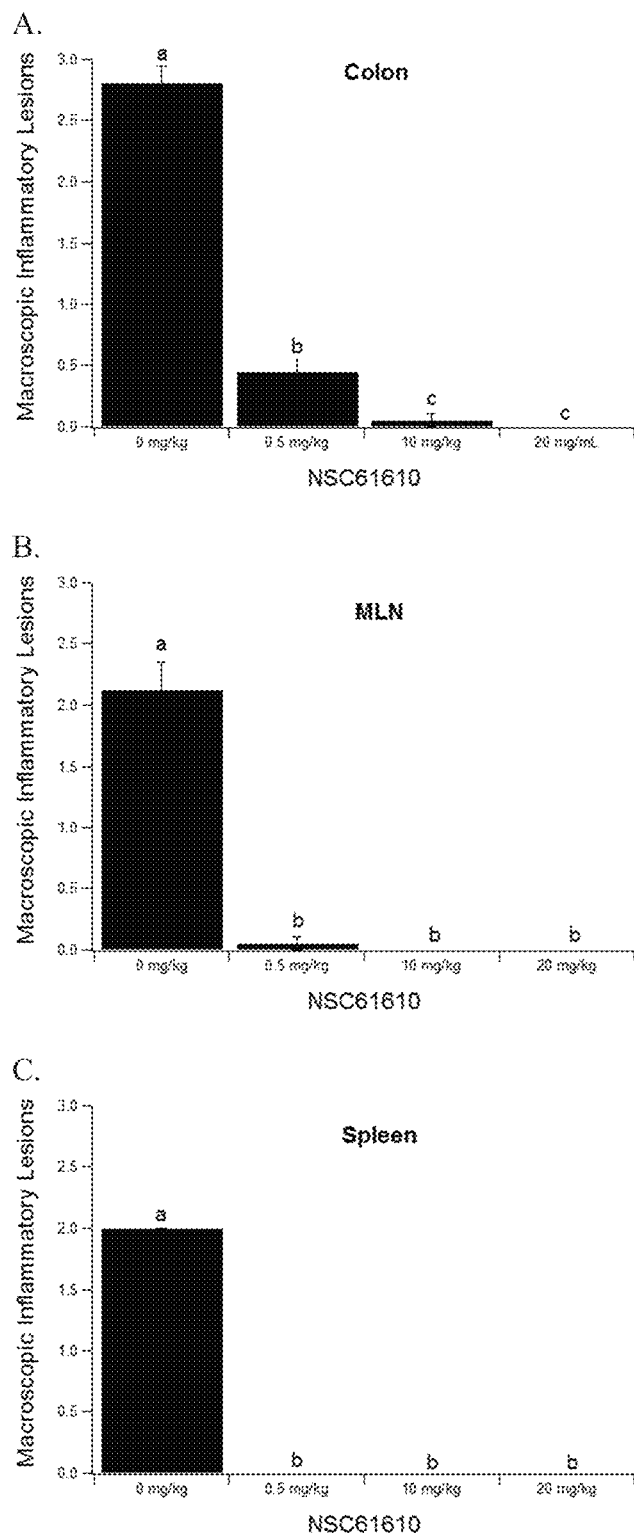 A.
Colon
Macroscopic Inflammatory Lesions
3.0
2.5
2.0
1.5
1.0
0.5
0.0
a
b
c
c
0 mg/kg 0.5 mg/kg 10 mg/kg 20 mg/mL
NSC61610
B.
MLN
Macroscopic Inflammatory Lesions
3.0
2.5
2.0
1.5
1.0
0.5
0.0
a
b
b
b
0 mg/kg 0.5 mg/kg 10 mg/kg 20 mg/kg
NSC61610
C.
Spleen
Macroscopic Inflammatory Lesions
3.0
2.5
2.0
1.5
1.0
0.5
0.0
a
b
b
b
0 mg/kg 0.5 mg/kg 10 mg/kg 20 mg/kg
NSC61610